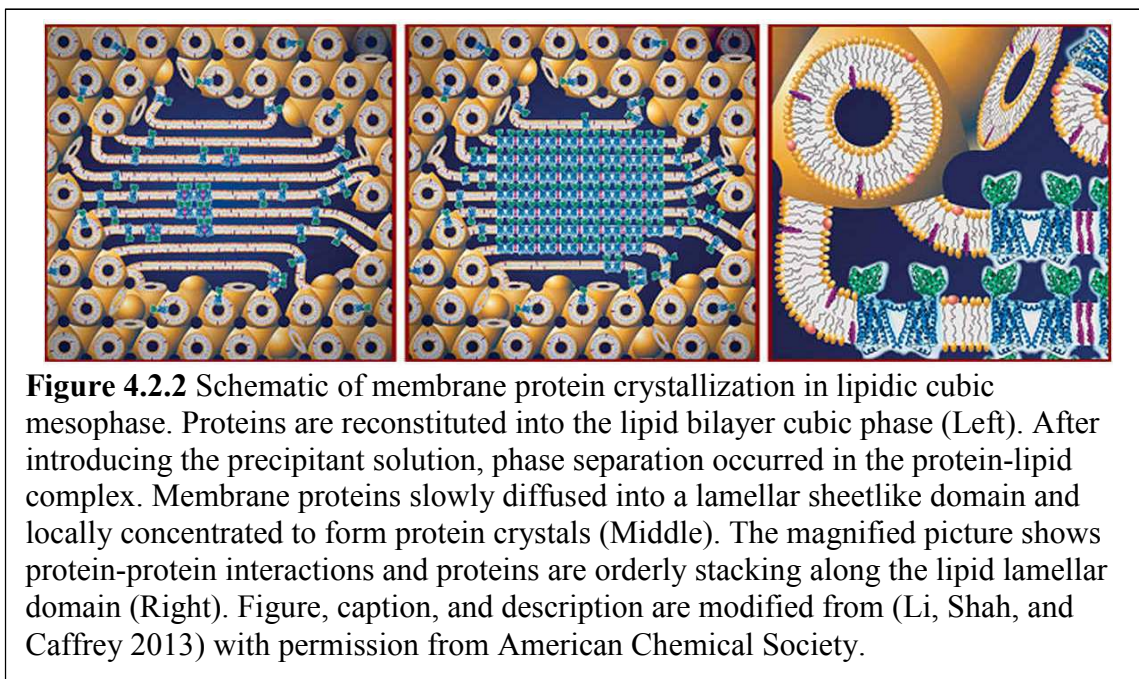 Figure 4.2.2 Schematic of membrane protein crystallization in lipidic cubic
mesophase. Proteins are reconstituted into the lipid bilayer cubic phase (Left). After
introducing the precipitant solution, phase separation occurred in the protein-lipid
complex. Membrane proteins slowly diffused into a lamellar sheetlike domain and
locally concentrated to form protein crystals (Middle). The magnified picture shows
protein-protein interactions and proteins are orderly stacking along the lipid lamellar
domain (Right). Figure, caption, and description are modified from (Li, Shah, and
Caffrey 2013) with permission from American Chemical Society.